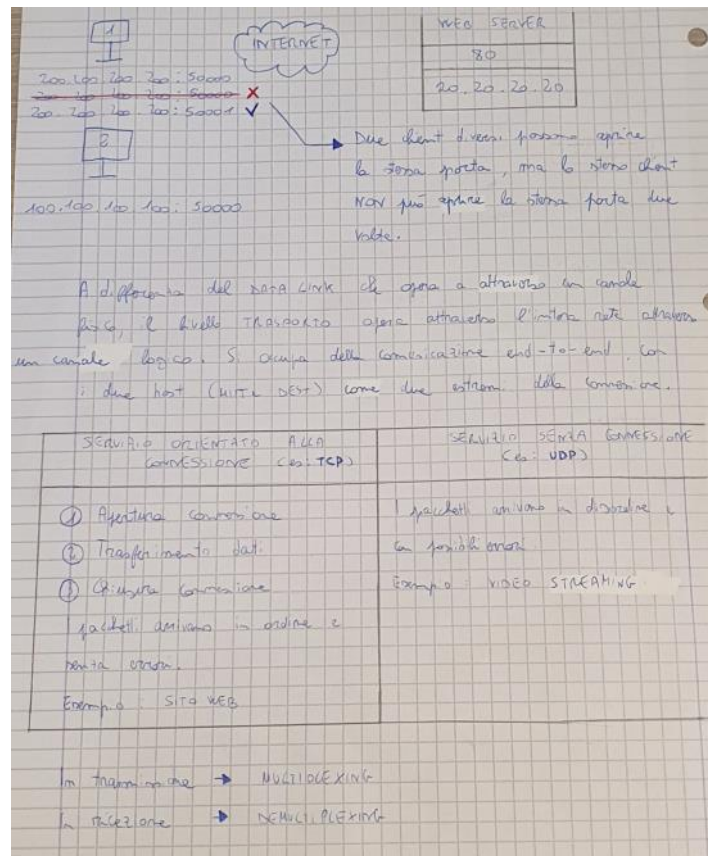 1
INTERNET
WEB SERVER
80
20.20.20.20
200.100.200.200:50000
200.200.200.200:50000 X
200.200.200.200:50001 ✓
2
100.100.100.100:50000
Due client diversi possono aprire
la stessa porta, ma lo stesso client
NON può aprire la stessa porta due
volte.
A differenza del DATA LINK che opera a attraverso un canale
fisico, il livello TRASPORTO opera attraverso l'intera rete attraverso
un canale logico. Si occupa della comunicazione end-to-end, con
i due host (MITT e DEST) come due estremi della connessione.
SERVIZIO ORIENTATO ALLA
CONNESSIONE (es: TCP)
① Apertura connessione
② Trasferimento dati
③ Chiusura connessione
I pacchetti arrivano in ordine e
senza errori.
Esempio: SITO WEB
SERVIZIO SENZA CONNESSIONE
(es: UDP)
I pacchetti arrivano in disordine e
con possibili errori
Esempio: VIDEO STREAMING
In trasmissione → MULTIPLEXING
In ricezione → DEMULTIPLEXING